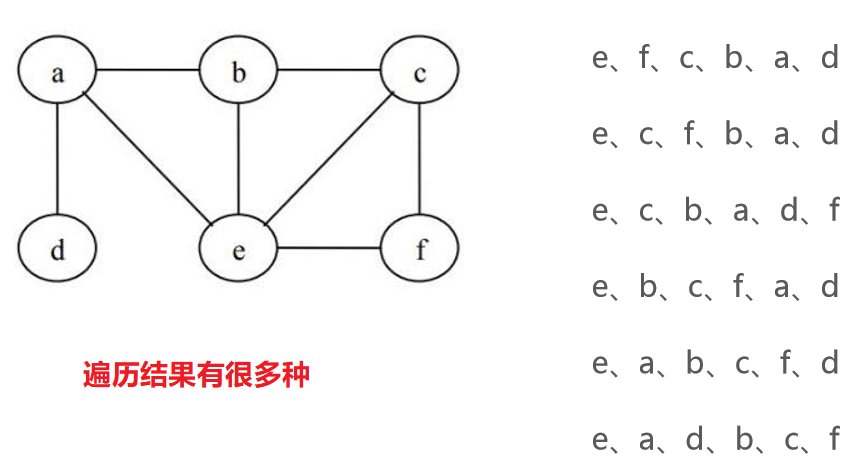 a b c
d e f
遍历结果有很多种
e、f、c、b、a、d
e、c、f、b、a、d
e、c、b、a、d、f
e、b、c、f、a、d
e、a、b、c、f、d
e、a、d、b、c、f